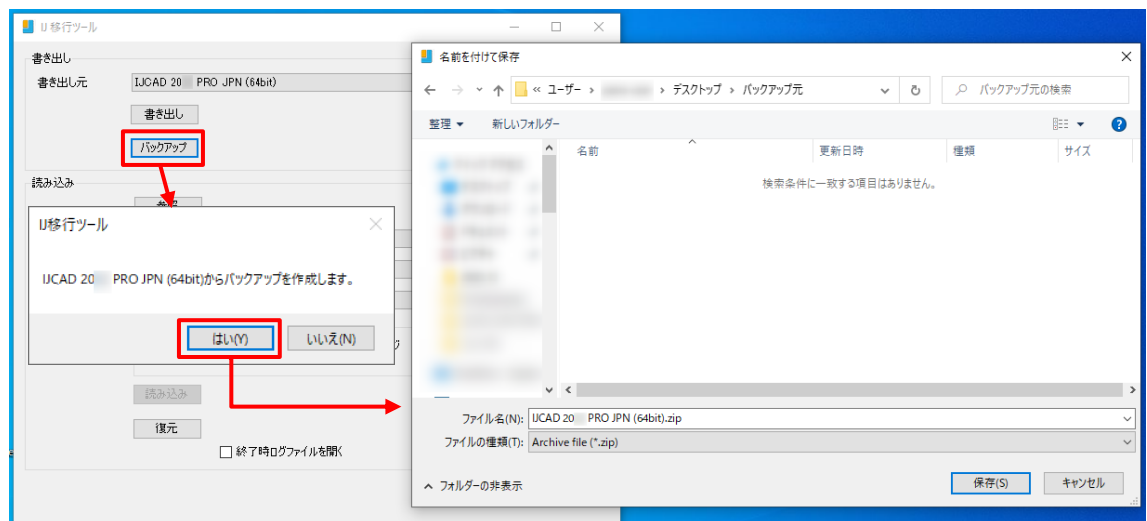 IJ 移行ツール
書き出し
書き出し元
IJCAD 20 PRO JPN (64bit)
書き出し
バックアップ
読み込み
IJ移行ツール
IJCAD 20 PRO JPN (64bit)からバックアップを作成します。
はい(Y)
いいえ(N)
読み込み
復元
終了時ログファイルを開く
名前を付けて保存
« ユーザー › › デスクトップ › バックアップ元
バックアップ元の検索
整理
新しいフォルダー
名前
更新日時
種類
サイズ
検索条件に一致する項目はありません。
ファイル名(N):
IJCAD 20 PRO JPN (64bit).zip
ファイルの種類(T):
Archive file (*.zip)
フォルダーの非表示
保存(S)
キャンセル